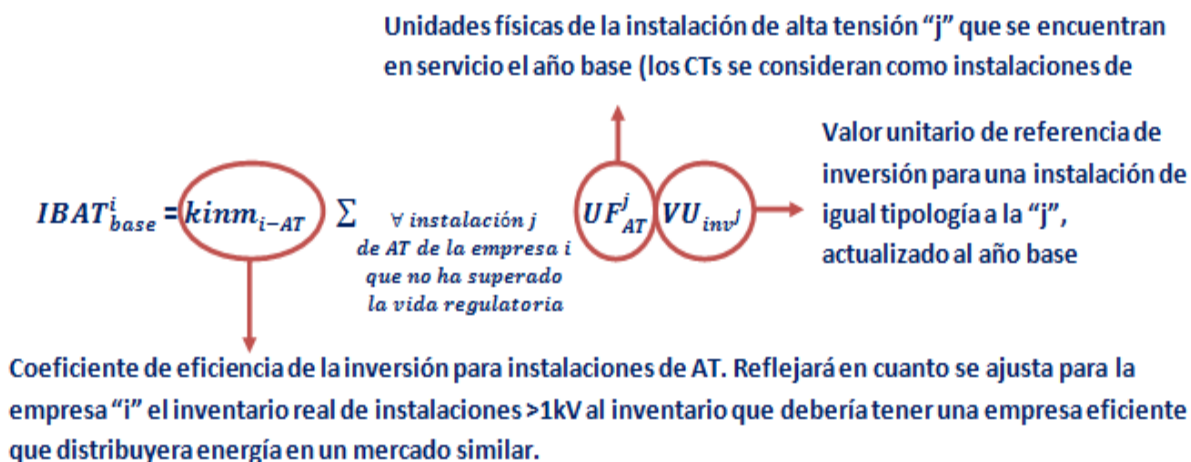 Unidades físicas de la instalación de alta tensión “j” que se encuentran
en servicio el año base (los CTs se consideran como instalaciones de
Valor unitario de referencia de
inversión para una instalación de
igual tipología a la “j”,
actualizado al año base
IBAT^i_base = kinm_i−AT ∑ UF^j_AT VU_inv^j
∀ instalación j
de AT de la empresa i
que no ha superado
la vida regulatoria
Coeficiente de eficiencia de la inversión para instalaciones de AT. Reflejará en cuanto se ajusta para la
empresa “i” el inventario real de instalaciones >1kV al inventario que debería tener una empresa eficiente
que distribuyera energía en un mercado similar.